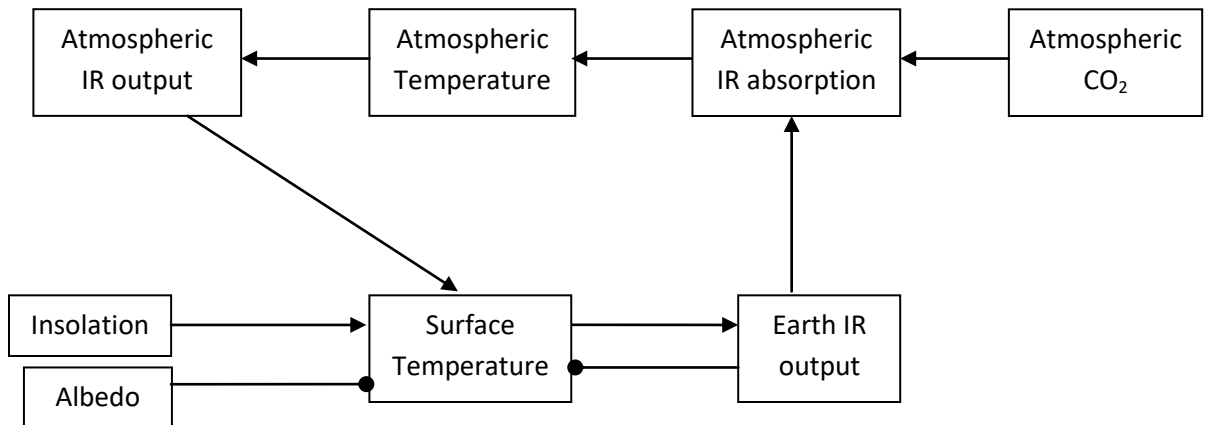 Atmospheric
IR output
Atmospheric
Temperature
Atmospheric
IR absorption
Atmospheric
CO₂
Insolation
Albedo
Surface
Temperature
Earth IR
output